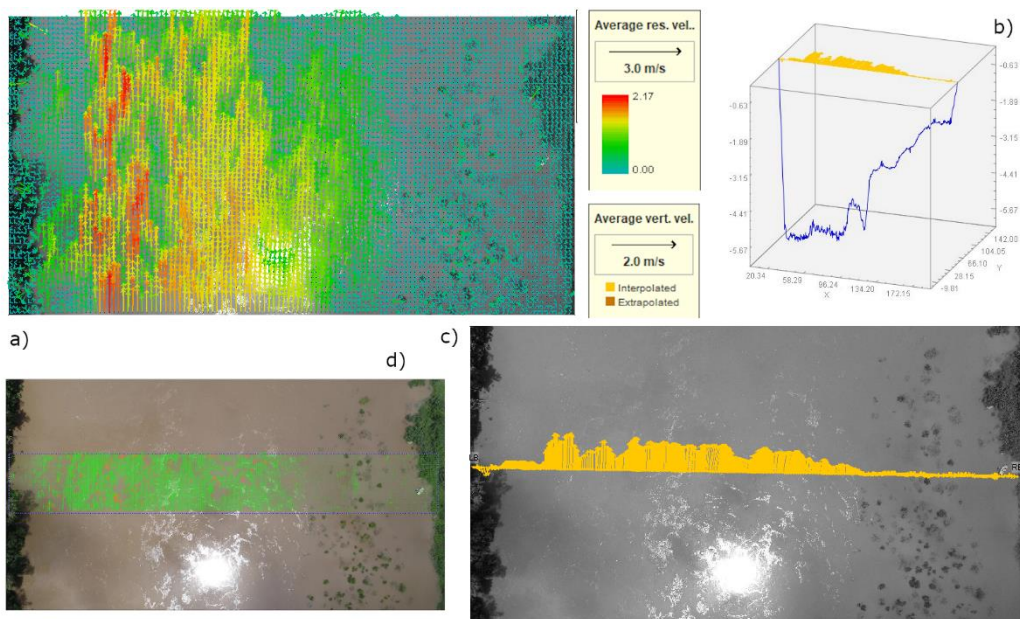 Average res. vel..
3.0 m/s
2.17
0.00
Average vert. vel.
2.0 m/s
Interpolated
Extrapolated
b)
-0.63
-1.89
-3.15
-4.41
-5.67
-0.63
-1.89
-3.15
-4.41
-5.67
142.00
104.05
66.10
28.15
-9.81
Y
20.34
58.29
96.24
134.20
172.15
X
a)
d)
c)
LB
RB